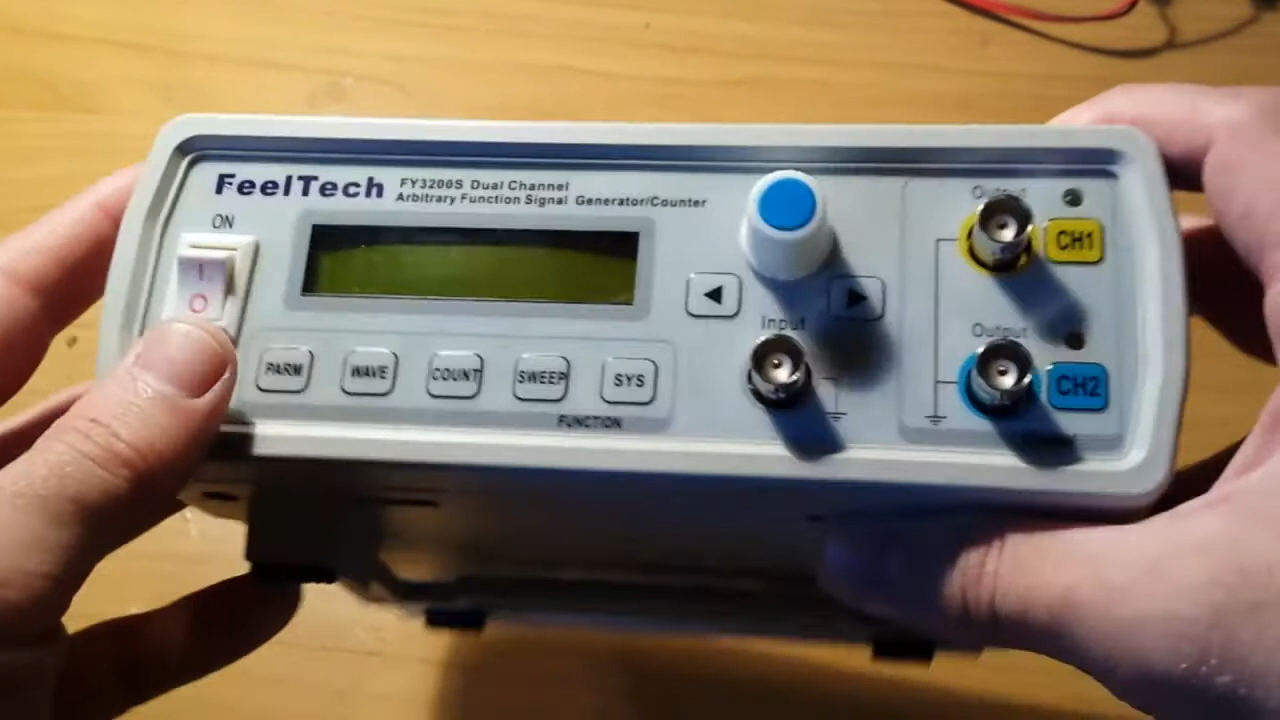 FeelTech
FY3200S Dual Channel
Arbitrary Function Signal Generator/Counter
ON
I
O
PARM
WAVE
COUNT
SWEEP
SYS
FUNCTION
◀
▶
Input
Output
CH1
Output
CH2